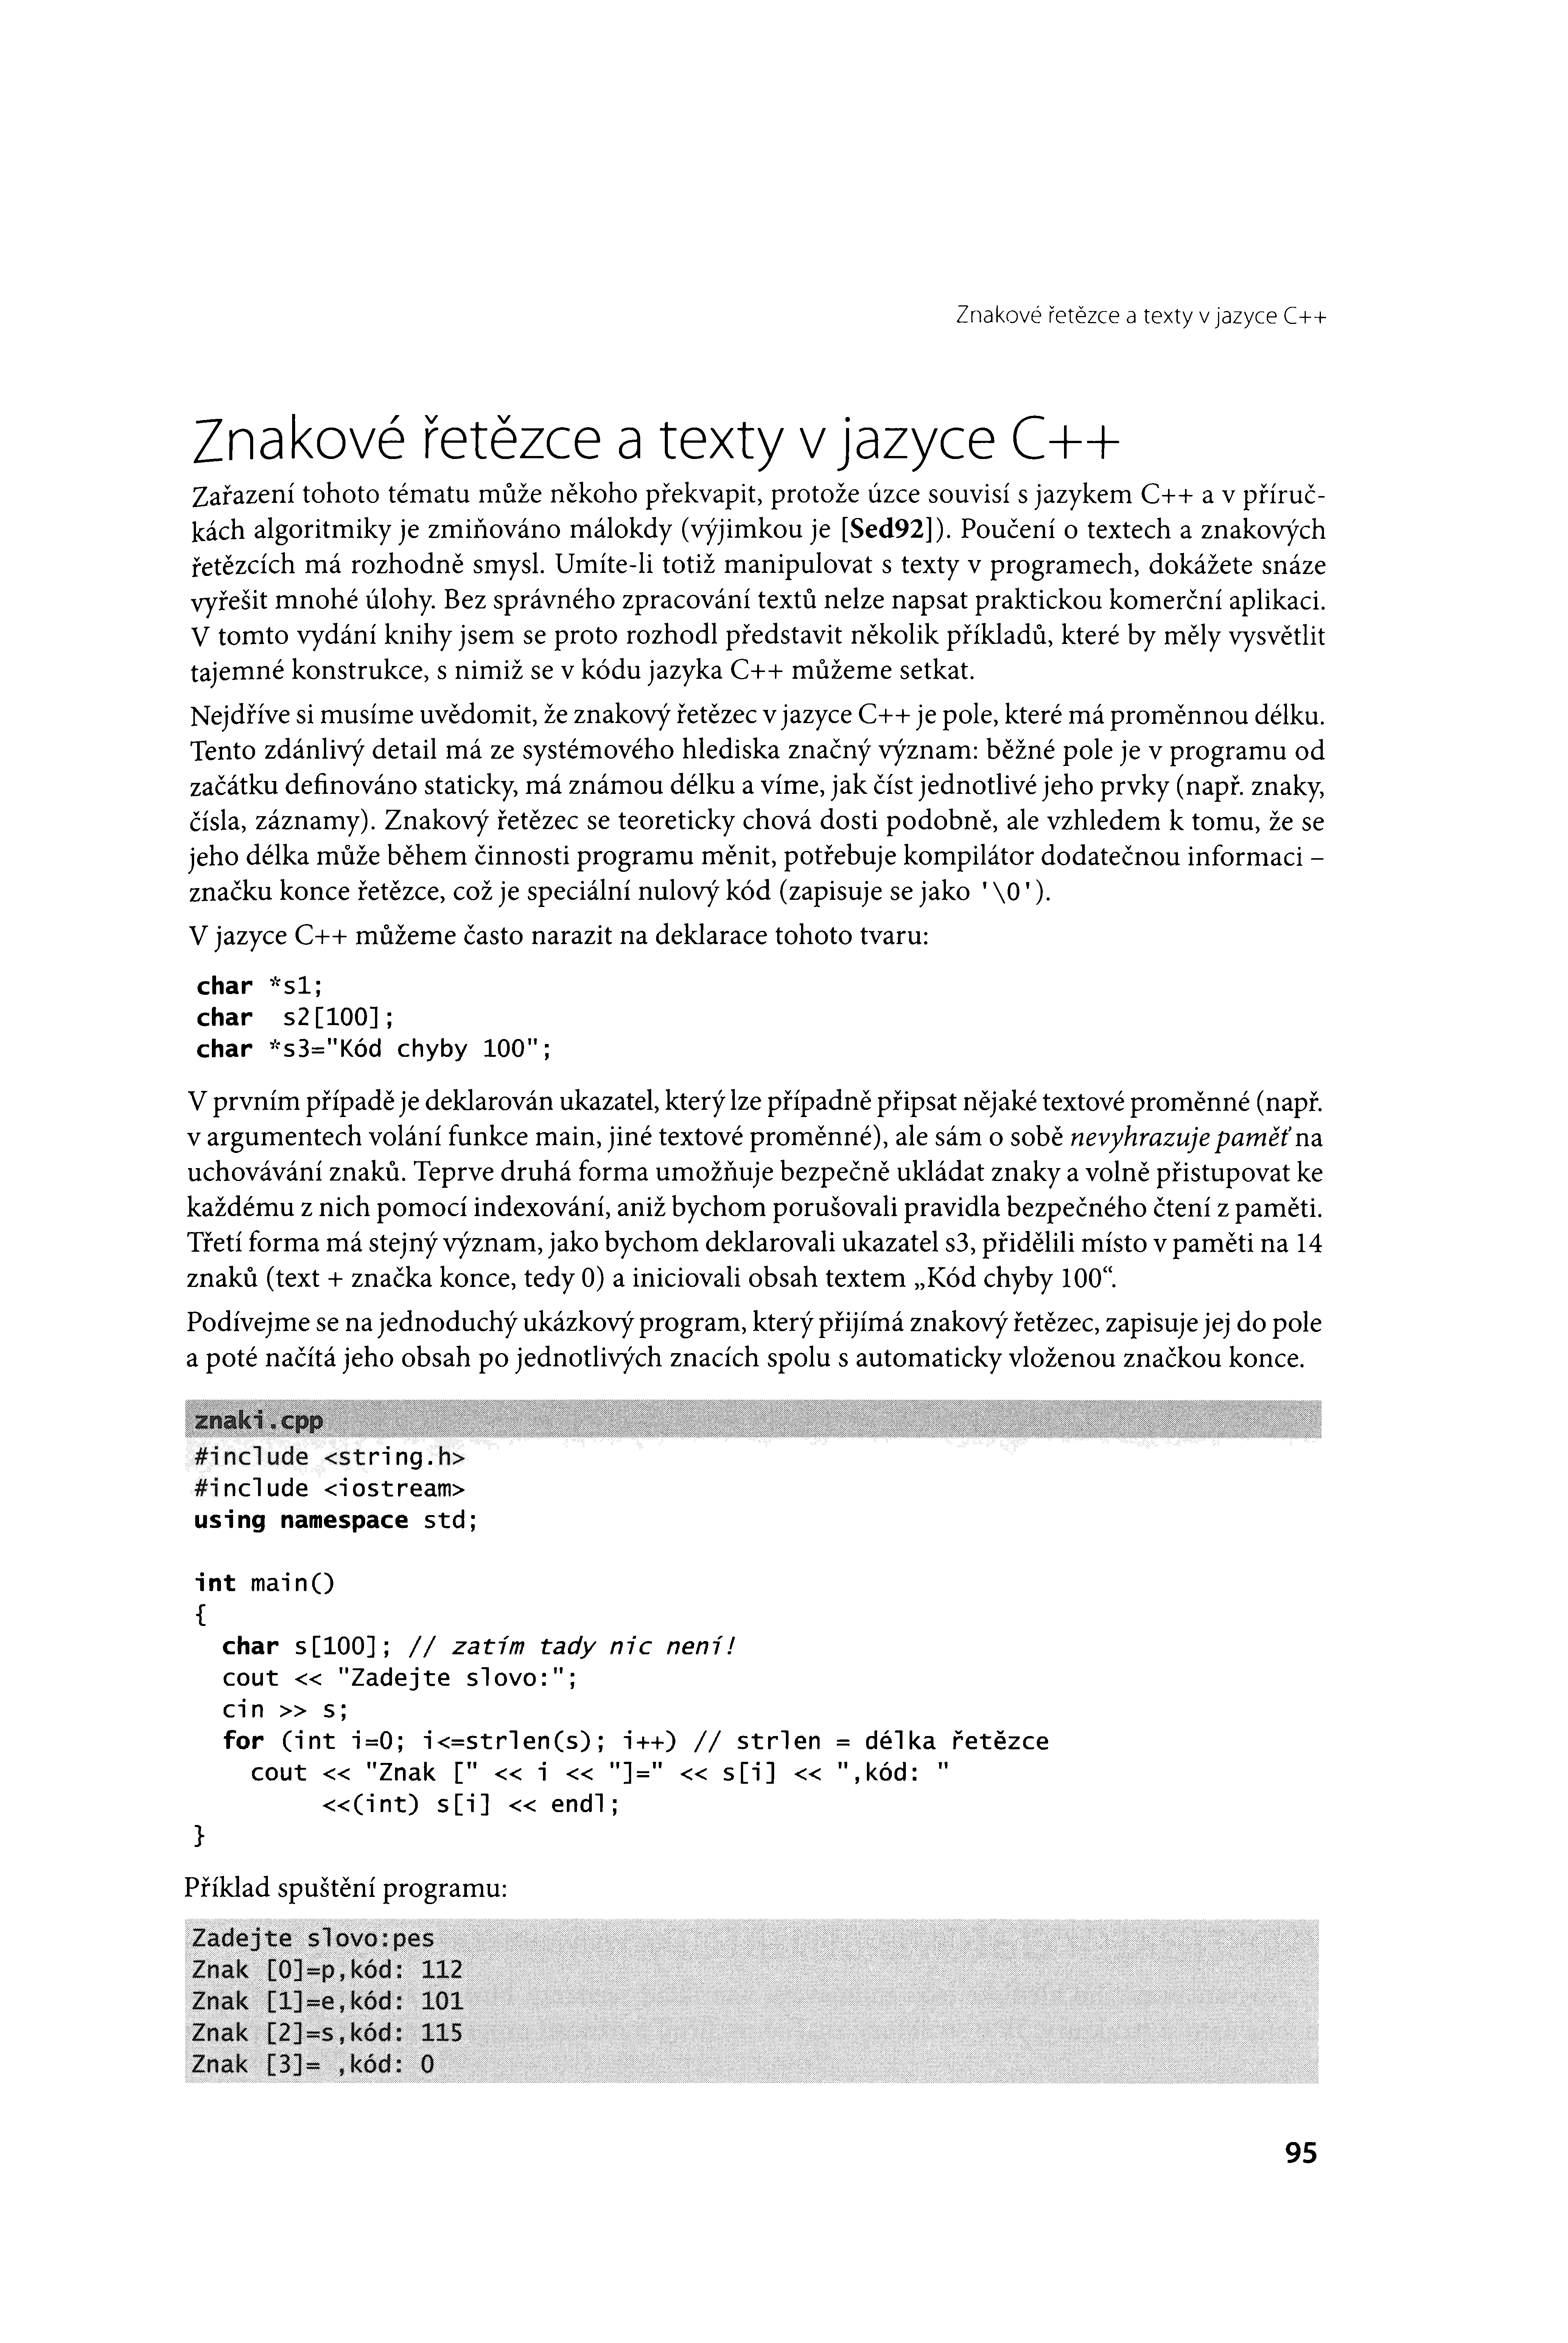 Znakové řetězce a texty v jazyce C++
Znakové řetězce a texty v jazyce C++
Zařazení tohoto tématu může někoho překvapit, protože úzce souvisí s jazykem C++ a v příruč-
kách algoritmiky je zmiňováno málokdy (výjimkou je [Sed92]). Poučení o textech a znakových
řetězcích má rozhodně smysl. Umíte-li totiž manipulovat s texty v programech, dokážete snáze
vyřešit mnohé úlohy. Bez správného zpracování textů nelze napsat praktickou komerční aplikaci.
V tomto vydání knihy jsem se proto rozhodl představit několik příkladů, které by měly vysvětlit
tajemné konstrukce, s nimiž se v kódu jazyka C++ můžeme setkat.
Nejdříve si musíme uvědomit, že znakový řetězec v jazyce C++ je pole, které má proměnnou délku.
Tento zdánlivý detail má ze systémového hlediska značný význam: běžné pole je v programu od
začátku definováno staticky, má známou délku a víme, jak číst jednotlivé jeho prvky (např. znaky,
čísla, záznamy). Znakový řetězec se teoreticky chová dosti podobně, ale vzhledem k tomu, že se
jeho délka může během činnosti programu měnit, potřebuje kompilátor dodatečnou informaci –
značku konce řetězce, což je speciální nulový kód (zapisuje se jako '\0').
V jazyce C++ můžeme často narazit na deklarace tohoto tvaru:
char *s1;
char  s2[100];
char *s3="Kód chyby 100";
V prvním případě je deklarován ukazatel, který lze případně připsat nějaké textové proměnné (např.
v argumentech volání funkce main, jiné textové proměnné), ale sám o sobě nevyhrazuje paměť na
uchovávání znaků. Teprve druhá forma umožňuje bezpečně ukládat znaky a volně přistupovat ke
každému z nich pomocí indexování, aniž bychom porušovali pravidla bezpečného čtení z paměti.
Třetí forma má stejný význam, jako bychom deklarovali ukazatel s3, přidělili místo v paměti na 14
znaků (text + značka konce, tedy 0) a iniciovali obsah textem „Kód chyby 100“.
Podívejme se na jednoduchý ukázkový program, který přijímá znakový řetězec, zapisuje jej do pole
a poté načítá jeho obsah po jednotlivých znacích spolu s automaticky vloženou značkou konce.
znaki.cpp
#include <string.h>
#include <iostream>
using namespace std;
int main()
{
  char s[100]; // zatím tady nic není!
  cout << "Zadejte slovo:";
  cin >> s;
  for (int i=0; i<=strlen(s); i++) // strlen = délka řetězce
    cout << "Znak [" << i << "]=" << s[i] << ",kód: "
         <<(int) s[i] << endl;
}
Příklad spuštění programu:
Zadejte slovo:pes
Znak [0]=p,kód: 112
Znak [1]=e,kód: 101
Znak [2]=s,kód: 115
Znak [3]= ,kód: 0
95